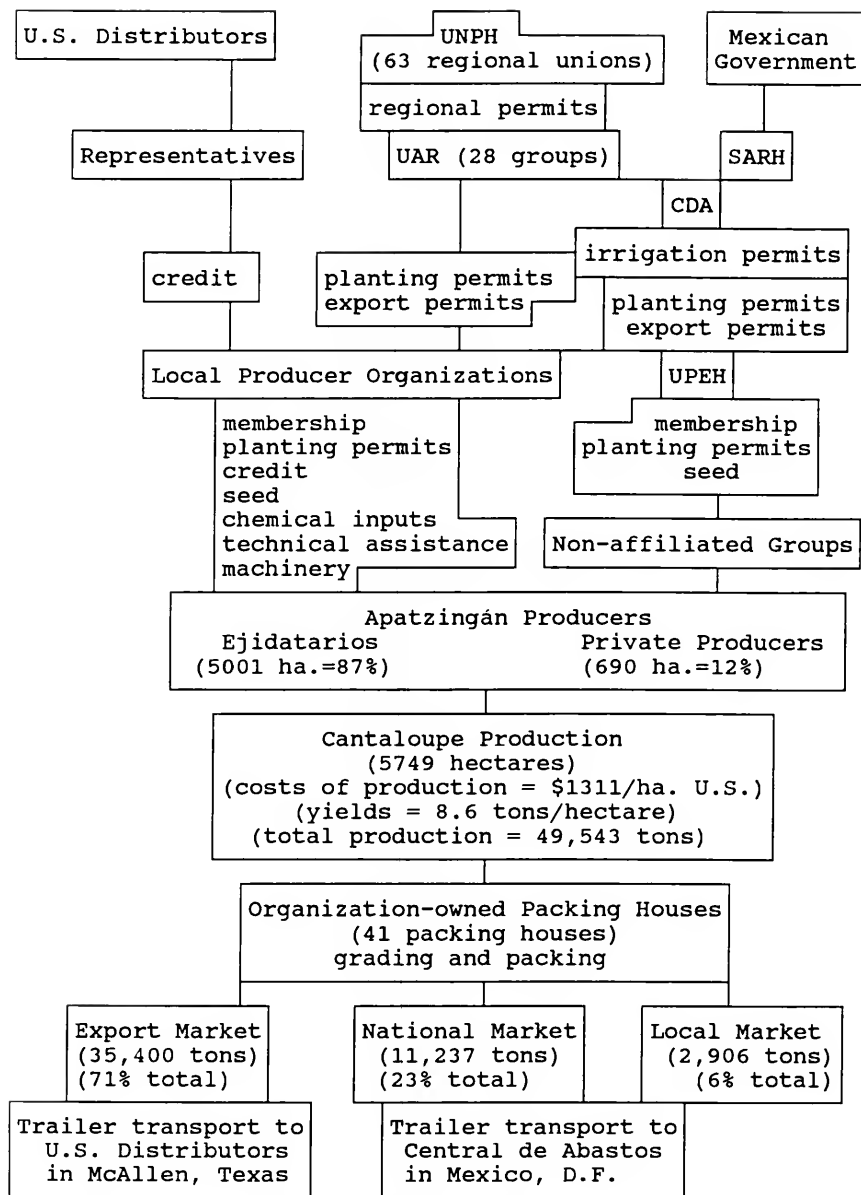 U.S. Distributors
UNPH
(63 regional unions)
Mexican
Government
regional permits
Representatives
UAR (28 groups)
SARH
CDA
irrigation permits
credit
planting permits
export permits
planting permits
export permits
Local Producer Organizations
UPEH
membership
planting permits
credit
seed
chemical inputs
technical assistance
machinery
membership
planting permits
seed
Non-affiliated Groups
Apatzingán Producers
Ejidatarios
(5001 ha.=87%)
Private Producers
(690 ha.=12%)
Cantaloupe Production
(5749 hectares)
(costs of production = $1311/ha. U.S.)
(yields = 8.6 tons/hectare)
(total production = 49,543 tons)
Organization-owned Packing Houses
(41 packing houses)
grading and packing
Export Market
(35,400 tons)
(71% total)
National Market
(11,237 tons)
(23% total)
Local Market
(2,906 tons)
(6% total)
Trailer transport to
U.S. Distributors
in McAllen, Texas
Trailer transport to
Central de Abastos
in Mexico, D.F.